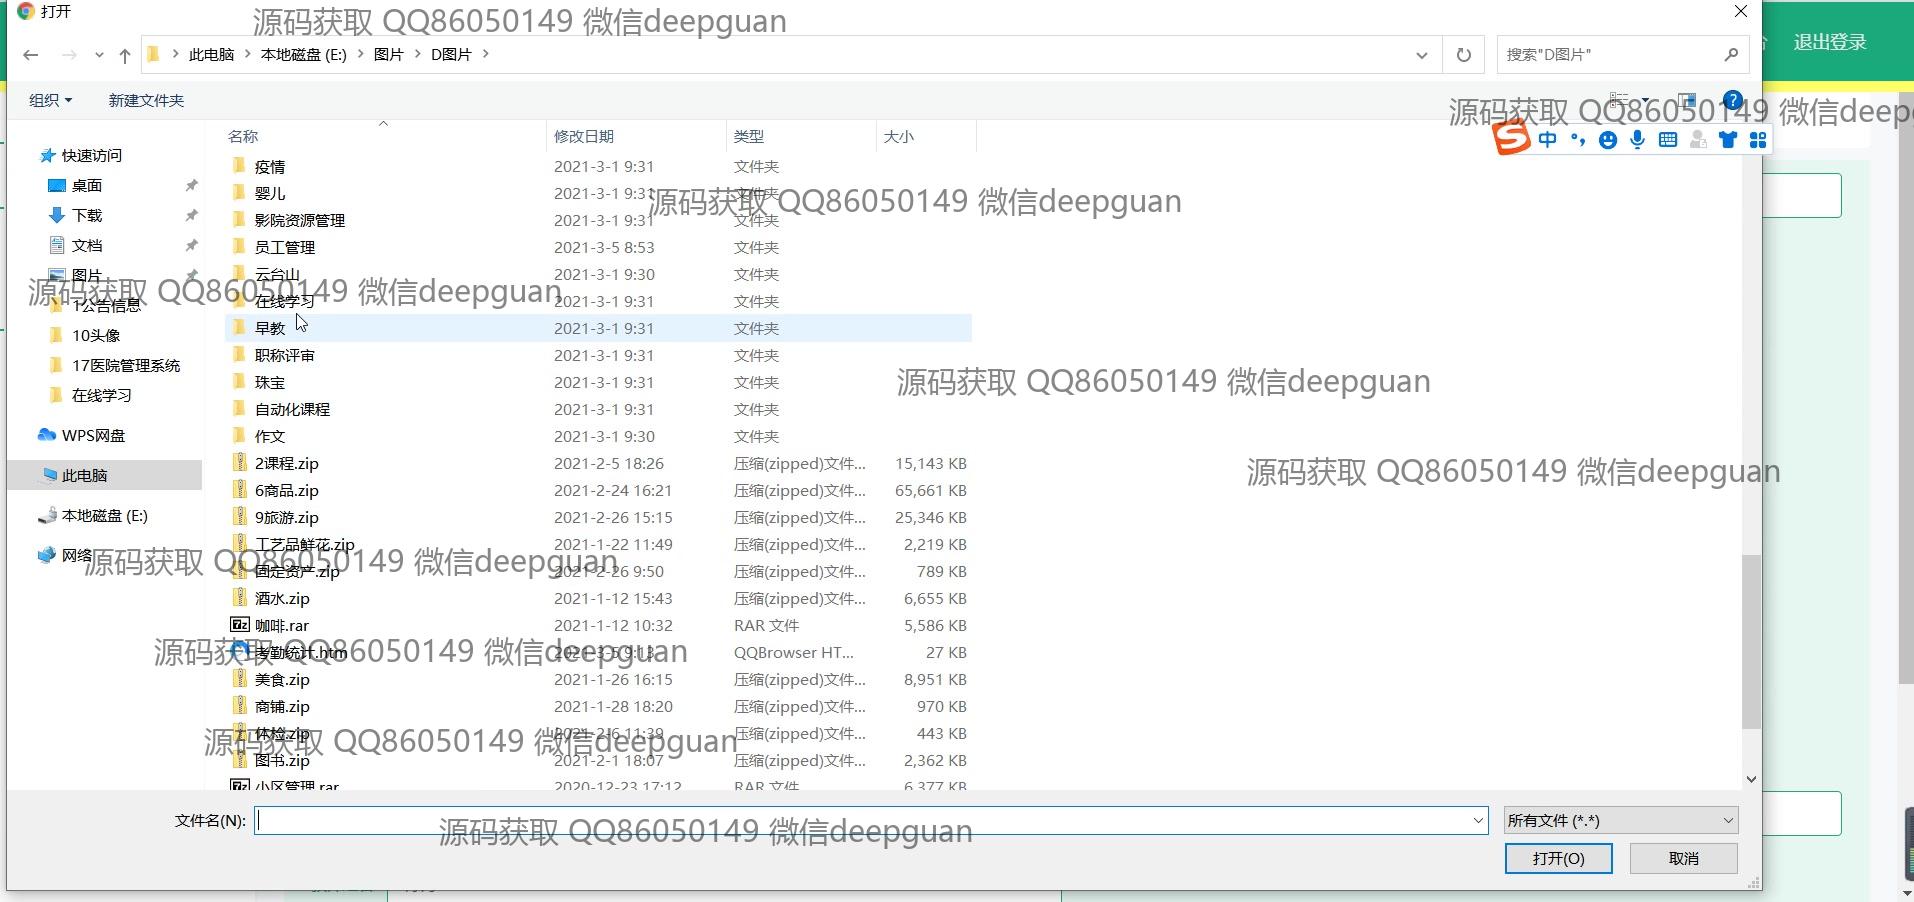 打开
源码获取 QQ86050149 微信deepguan
此电脑 本地磁盘 (E:) 图片 D图片
搜索"D图片"
退出登录
组织 新建文件夹
源码获取 QQ86050149 微信deepg
中
名称 修改日期 类型 大小
快速访问
桌面
下载
文档
图片
1公告信息
10头像
17医院管理系统
在线学习
WPS网盘
此电脑
本地磁盘 (E:)
网络
疫情 2021-3-1 9:31 文件夹
婴儿 2021-3-1 9:31 文件夹
源码获取 QQ86050149 微信deepguan
影院资源管理 2021-3-1 9:31 文件夹
员工管理 2021-3-5 8:53 文件夹
云台山 2021-3-1 9:30 文件夹
源码获取 QQ86050149 微信deepguan
在线学习 2021-3-1 9:31 文件夹
早教 2021-3-1 9:31 文件夹
职称评审 2021-3-1 9:31 文件夹
珠宝 2021-3-1 9:31 文件夹
源码获取 QQ86050149 微信deepguan
自动化课程 2021-3-1 9:31 文件夹
作文 2021-3-1 9:30 文件夹
2课程.zip 2021-2-5 18:26 压缩(zipped)文件... 15,143 KB
源码获取 QQ86050149 微信deepguan
6商品.zip 2021-2-24 16:21 压缩(zipped)文件... 65,661 KB
9旅游.zip 2021-2-26 15:15 压缩(zipped)文件... 25,346 KB
工艺品鲜花.zip 2021-1-22 11:49 压缩(zipped)文件... 2,219 KB
源码获取 QQ86050149 微信deepguan
固定资产.zip 2021-2-26 9:50 压缩(zipped)文件... 789 KB
酒水.zip 2021-1-12 15:43 压缩(zipped)文件... 6,655 KB
咖啡.rar 2021-1-12 10:32 RAR 文件 5,586 KB
考勤统计.htm 2021-3-5 9:13 QQBrowser HT... 27 KB
源码获取 QQ86050149 微信deepguan
美食.zip 2021-1-26 16:15 压缩(zipped)文件... 8,951 KB
商铺.zip 2021-1-28 18:20 压缩(zipped)文件... 970 KB
体检.zip 2021-2-6 11:39 压缩(zipped)文件... 443 KB
源码获取 QQ86050149 微信deepguan
图书.zip 2021-2-1 18:07 压缩(zipped)文件... 2,362 KB
小区管理.rar 2020-12-23 17:12 RAR 文件 6,377 KB
文件名(N): 所有文件 (*.*)
源码获取 QQ86050149 微信deepguan
打开(O) 取消